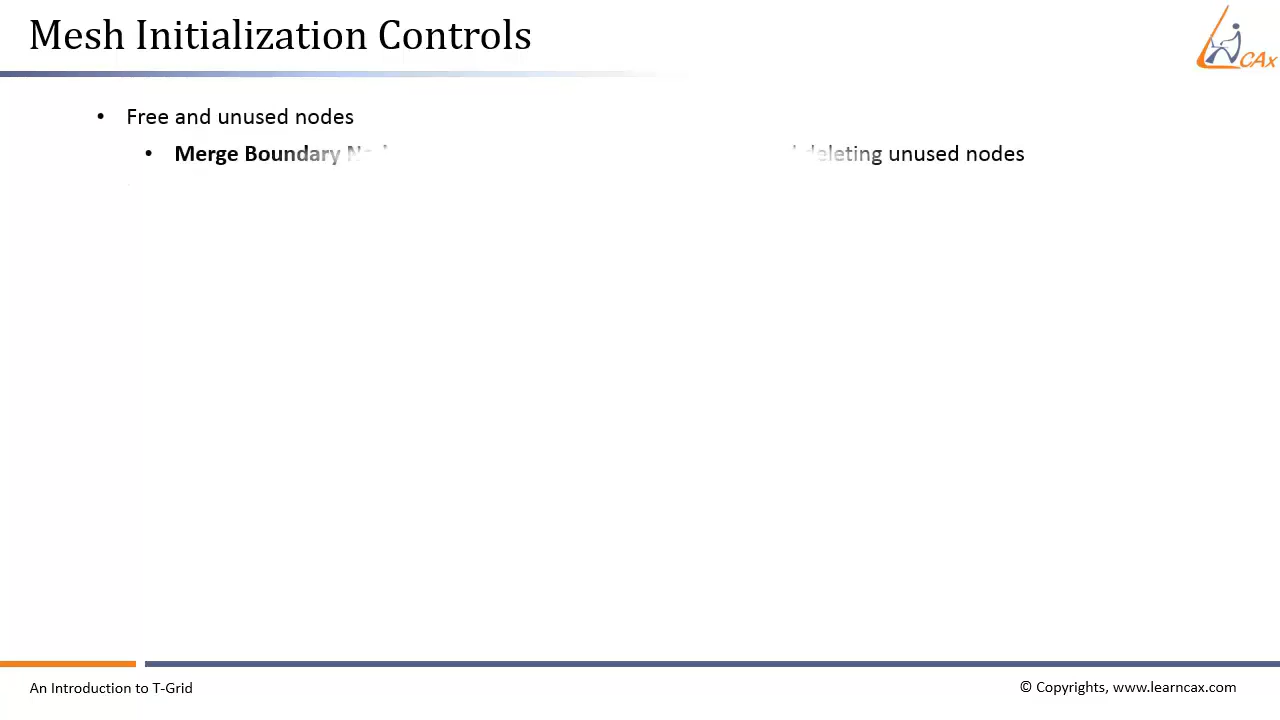 Mesh Initialization Controls
CAx
• Free and unused nodes
• Merge Boundary deleting unused nodes
An Introduction to T-Grid
© Copyrights, www.learncax.com